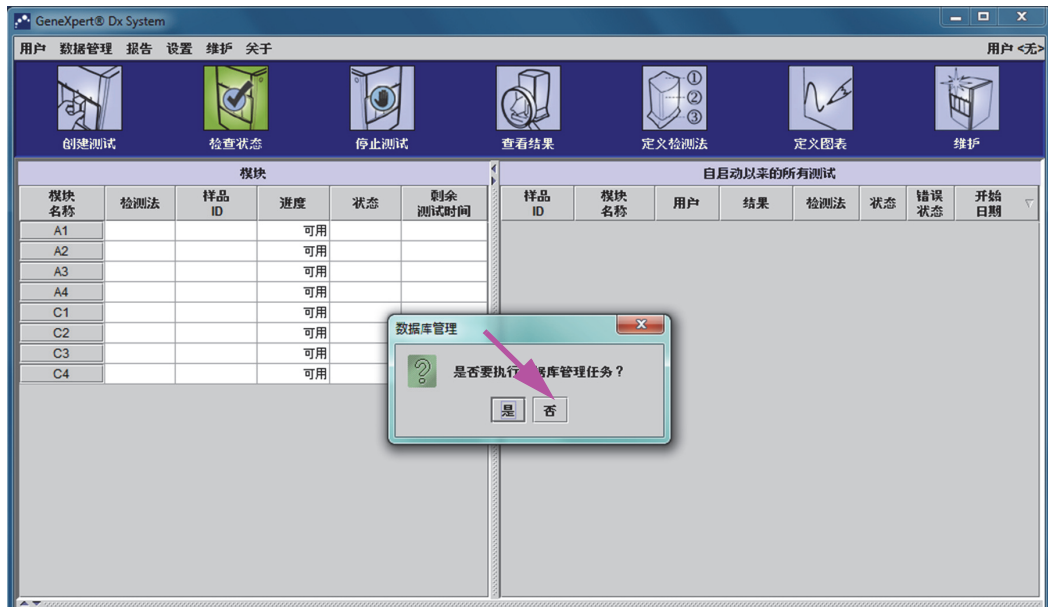 GeneXpert® Dx System
用户 数据管理 报告 设置 维护 关于 用户 <无>
① ② ③
创建测试 检查状态 停止测试 查看结果 定义检测法 定义图表 维护
模块 自启动以来的所有测试
模块名称 检测法 样品ID 进度 状态 剩余测试时间 样品ID 模块名称 用户 结果 检测法 状态 错误状态 开始日期
A1 可用
A2 可用
A3 可用
A4 可用
C1 可用
C2 可用
C3 可用
C4 可用
数据库管理
是否要执行数据库管理任务？
是 否